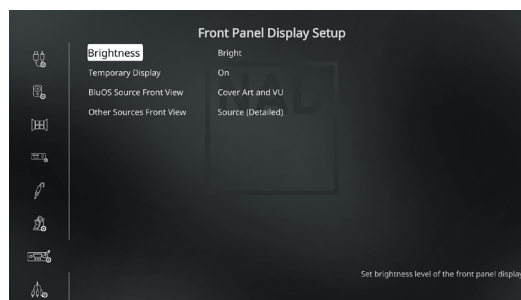 Front Panel Display Setup
Brightness Bright
Temporary Display On
BluOS Source Front View Cover Art and VU
Other Sources Front View Source (Detailed)
NAD
Set brightness level of the front panel display